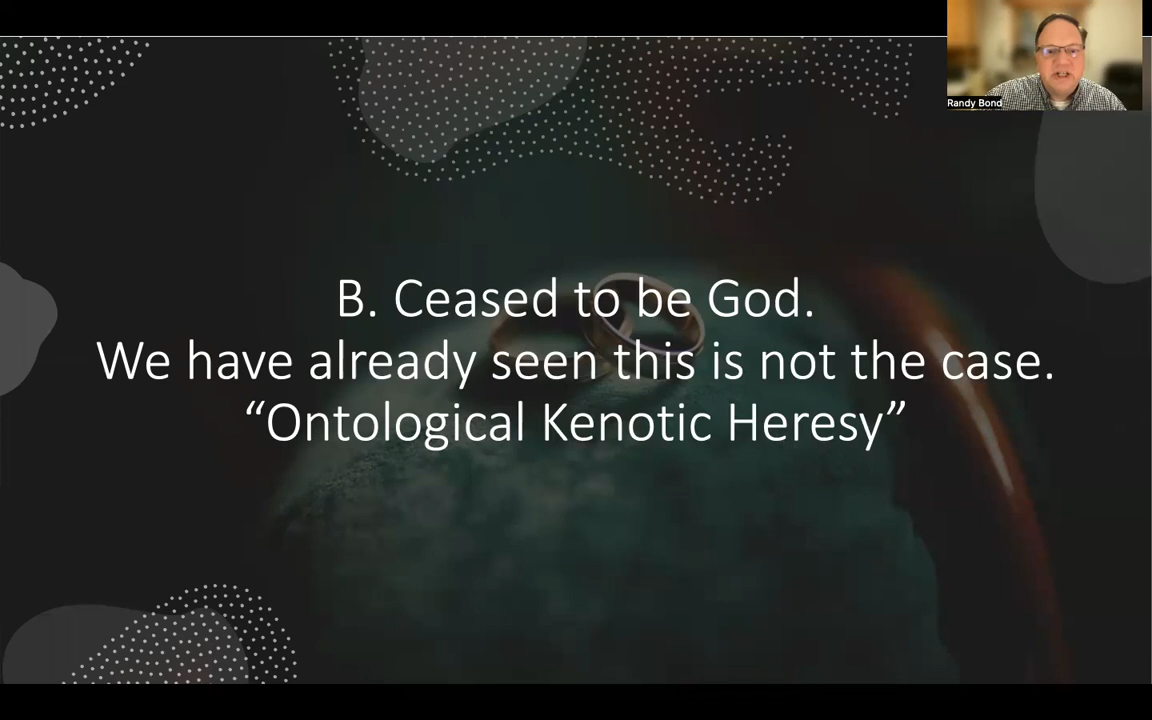 Randy Bond
B. Ceased to be God.
We have already seen this is not the case.
“Ontological Kenotic Heresy”